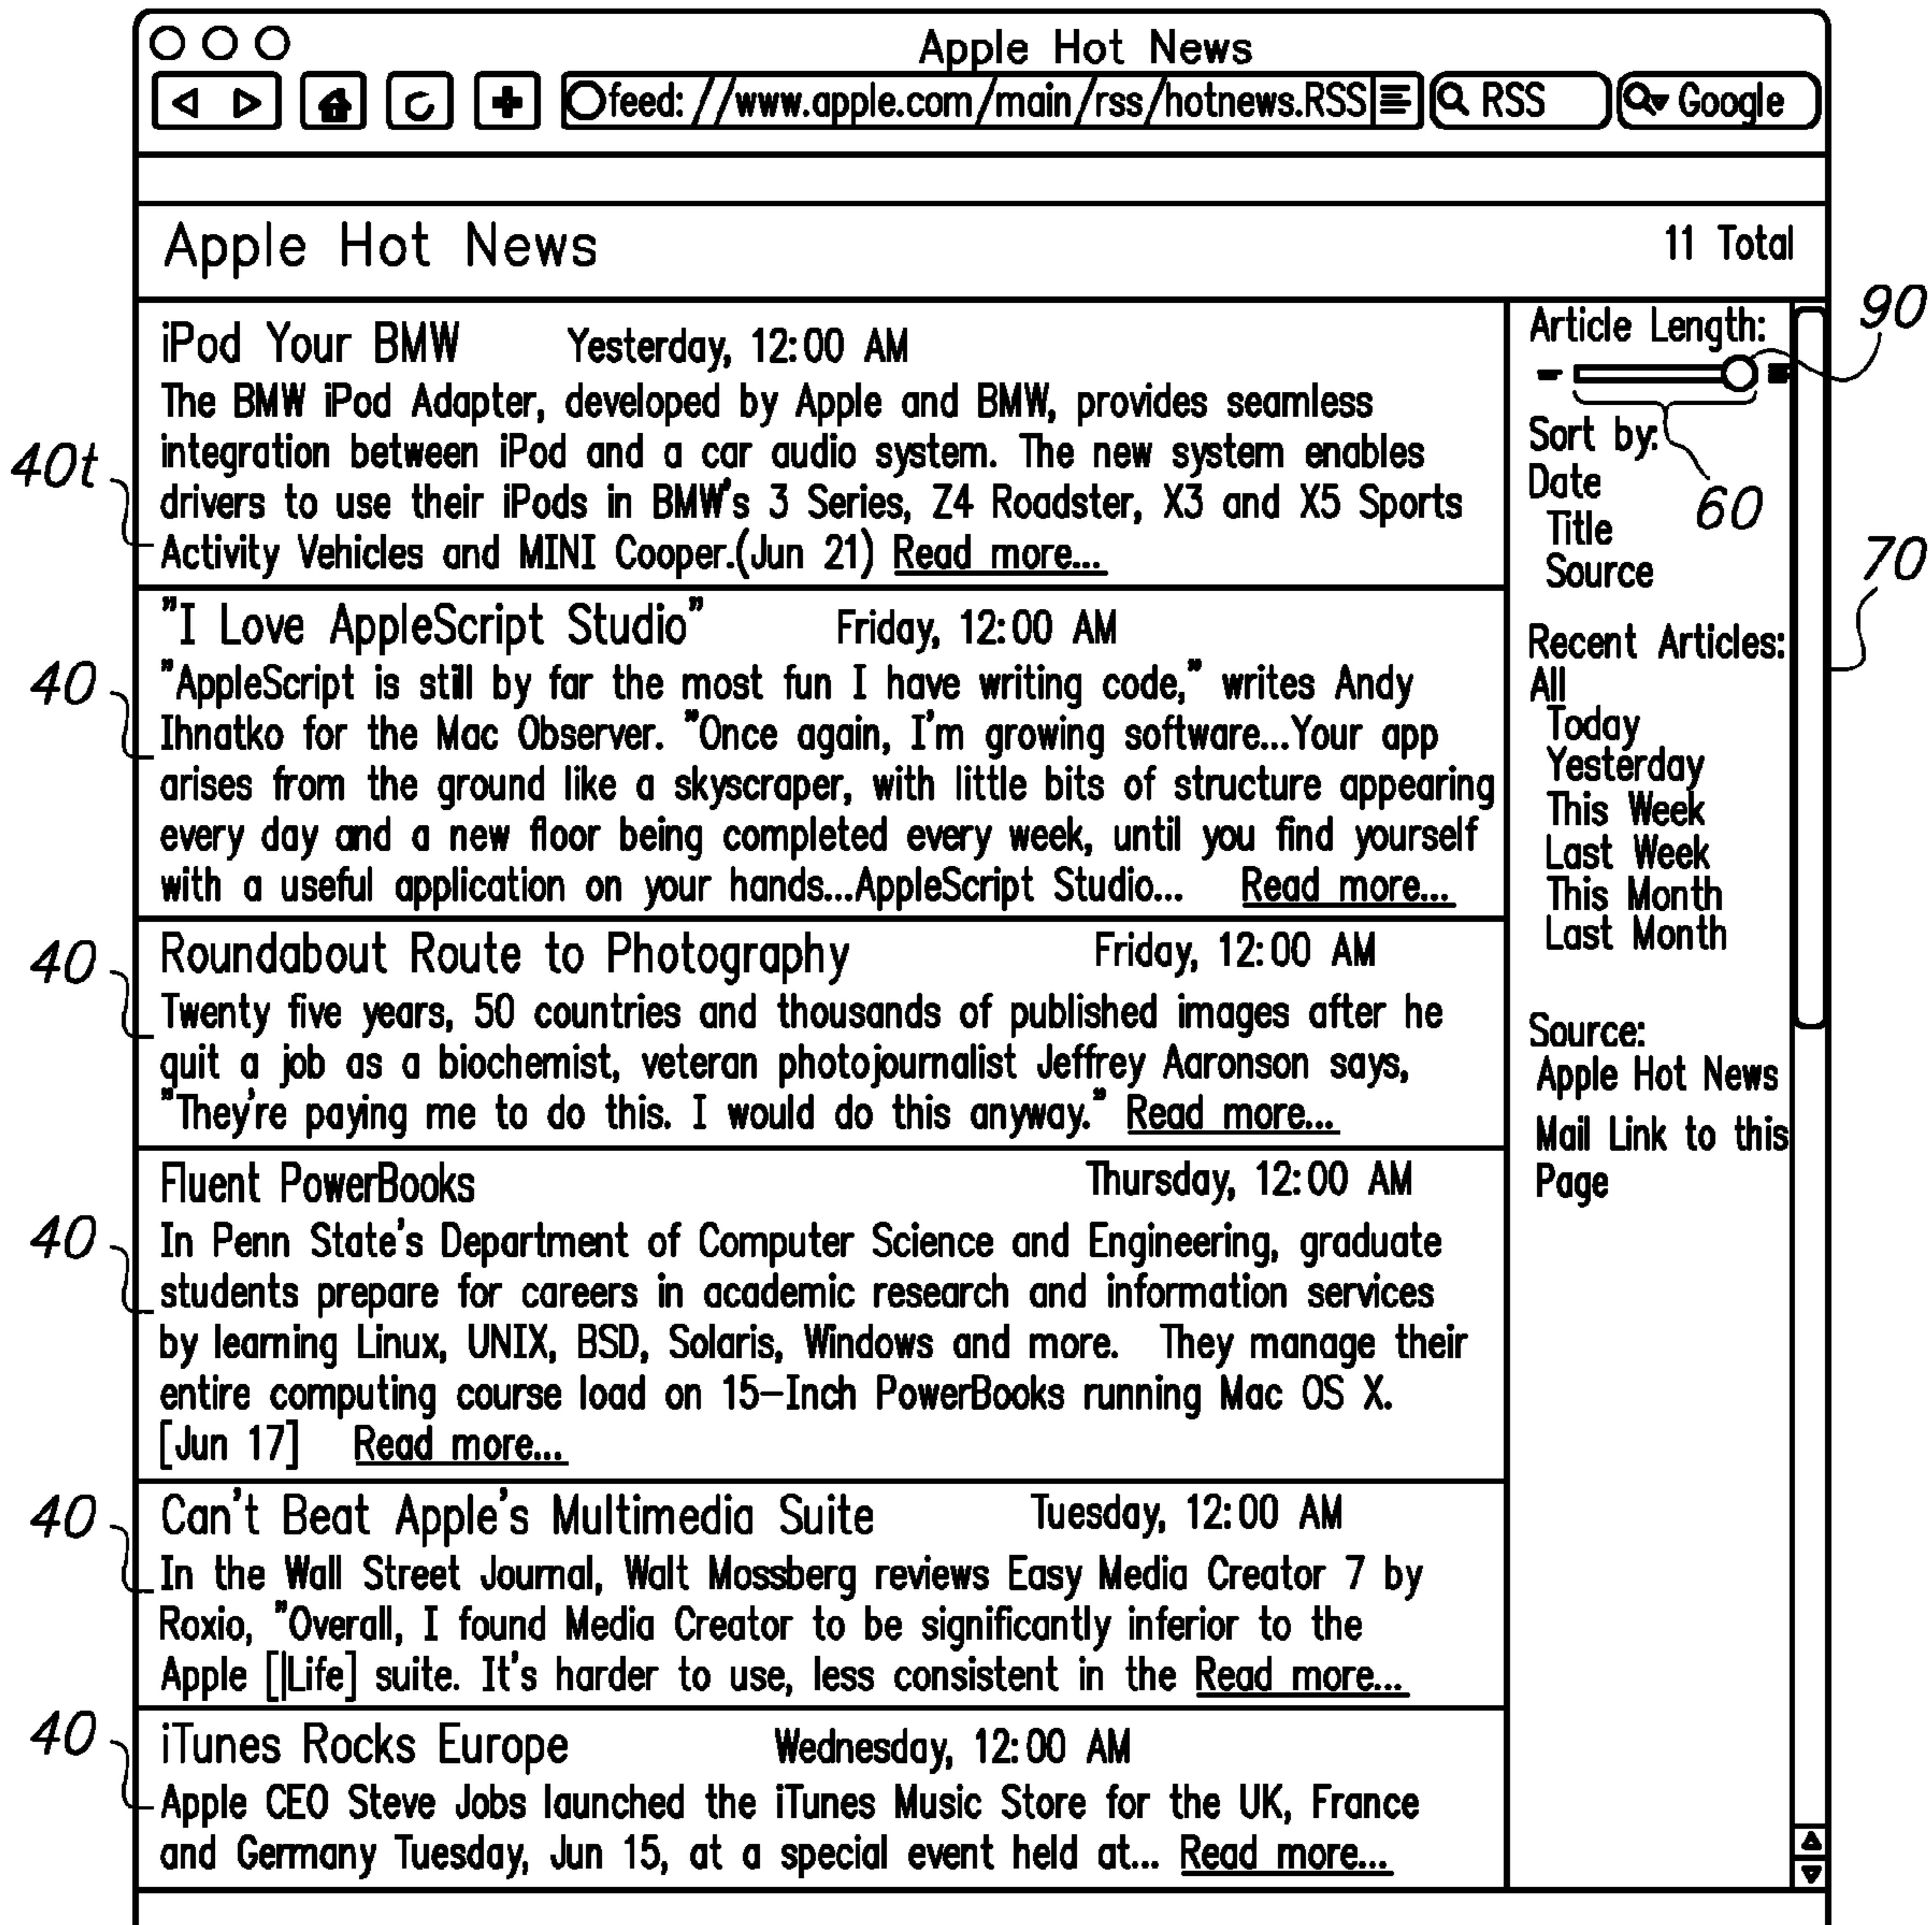 Apple Hot News
feed: //www.apple.com/main/rss/hotnews.RSS RSS Google
Apple Hot News 11 Total
iPod Your BMW Yesterday, 12:00 AM
The BMW iPod Adapter, developed by Apple and BMW, provides seamless
integration between iPod and a car audio system. The new system enables
drivers to use their iPods in BMW's 3 Series, Z4 Roadster, X3 and X5 Sports
Activity Vehicles and MINI Cooper.(Jun 21) Read more...
40t
"I Love AppleScript Studio" Friday, 12:00 AM
"AppleScript is still by far the most fun I have writing code," writes Andy
Ihnatko for the Mac Observer. "Once again, I'm growing software...Your app
arises from the ground like a skyscraper, with little bits of structure appearing
every day and a new floor being completed every week, until you find yourself
with a useful application on your hands...AppleScript Studio... Read more...
40
Roundabout Route to Photography Friday, 12:00 AM
Twenty five years, 50 countries and thousands of published images after he
quit a job as a biochemist, veteran photojournalist Jeffrey Aaronson says,
"They're paying me to do this. I would do this anyway." Read more...
40
Fluent PowerBooks Thursday, 12:00 AM
In Penn State's Department of Computer Science and Engineering, graduate
students prepare for careers in academic research and information services
by learning Linux, UNIX, BSD, Solaris, Windows and more. They manage their
entire computing course load on 15-Inch PowerBooks running Mac OS X.
[Jun 17] Read more...
40
Can't Beat Apple's Multimedia Suite Tuesday, 12:00 AM
In the Wall Street Journal, Walt Mossberg reviews Easy Media Creator 7 by
Roxio, "Overall, I found Media Creator to be significantly inferior to the
Apple [|Life] suite. It's harder to use, less consistent in the Read more...
40
iTunes Rocks Europe Wednesday, 12:00 AM
Apple CEO Steve Jobs launched the iTunes Music Store for the UK, France
and Germany Tuesday, Jun 15, at a special event held at... Read more...
40
Article Length:
90
60
Sort by:
Date
Title
Source
70
Recent Articles:
All
Today
Yesterday
This Week
Last Week
This Month
Last Month
Source:
Apple Hot News
Mail Link to this
Page